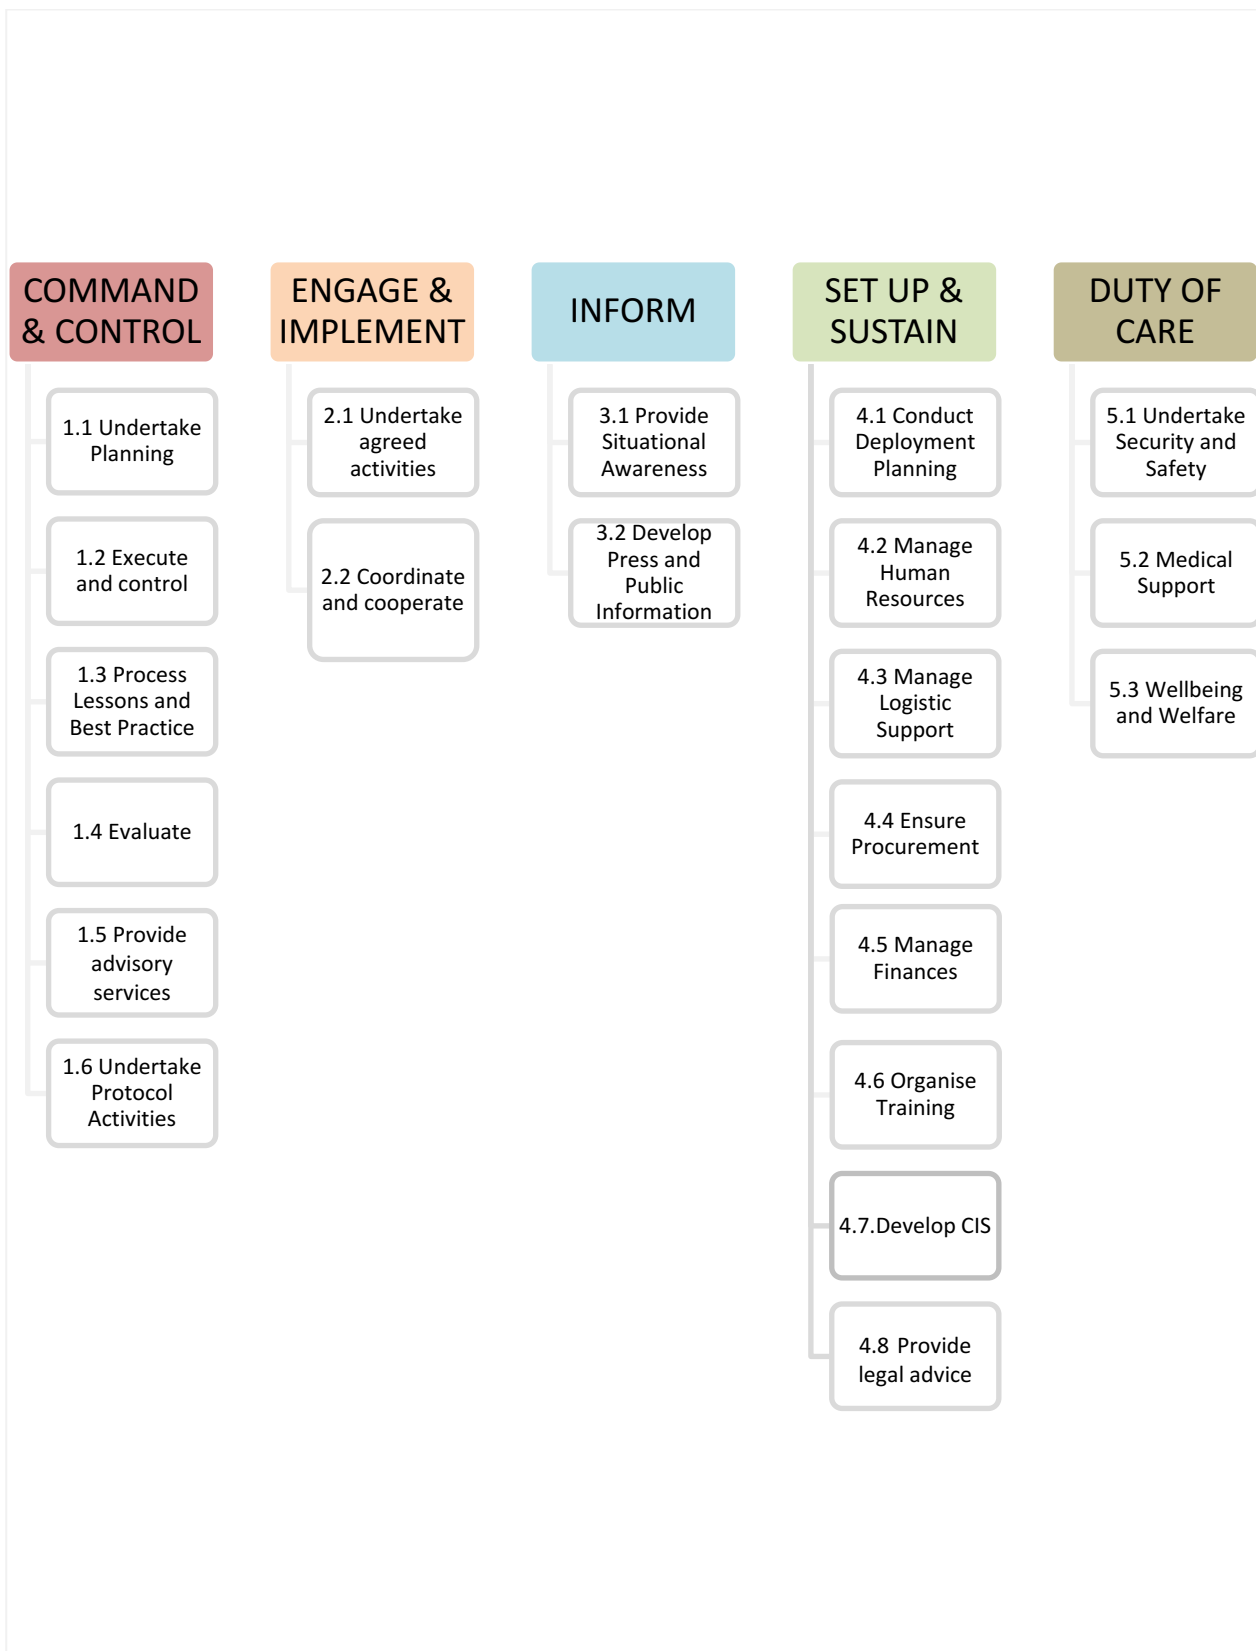 COMMAND
& CONTROL
1.1 Undertake
Planning
1.2 Execute
and control
1.3 Process
Lessons and
Best Practice
1.4 Evaluate
1.5 Provide
advisory
services
1.6 Undertake
Protocol
Activities
ENGAGE &
IMPLEMENT
2.1 Undertake
agreed
activities
2.2 Coordinate
and cooperate
INFORM
3.1 Provide
Situational
Awareness
3.2 Develop
Press and
Public
Information
SET UP &
SUSTAIN
4.1 Conduct
Deployment
Planning
4.2 Manage
Human
Resources
4.3 Manage
Logistic
Support
4.4 Ensure
Procurement
4.5 Manage
Finances
4.6 Organise
Training
4.7.Develop CIS
4.8 Provide
legal advice
DUTY OF
CARE
5.1 Undertake
Security and
Safety
5.2 Medical
Support
5.3 Wellbeing
and Welfare